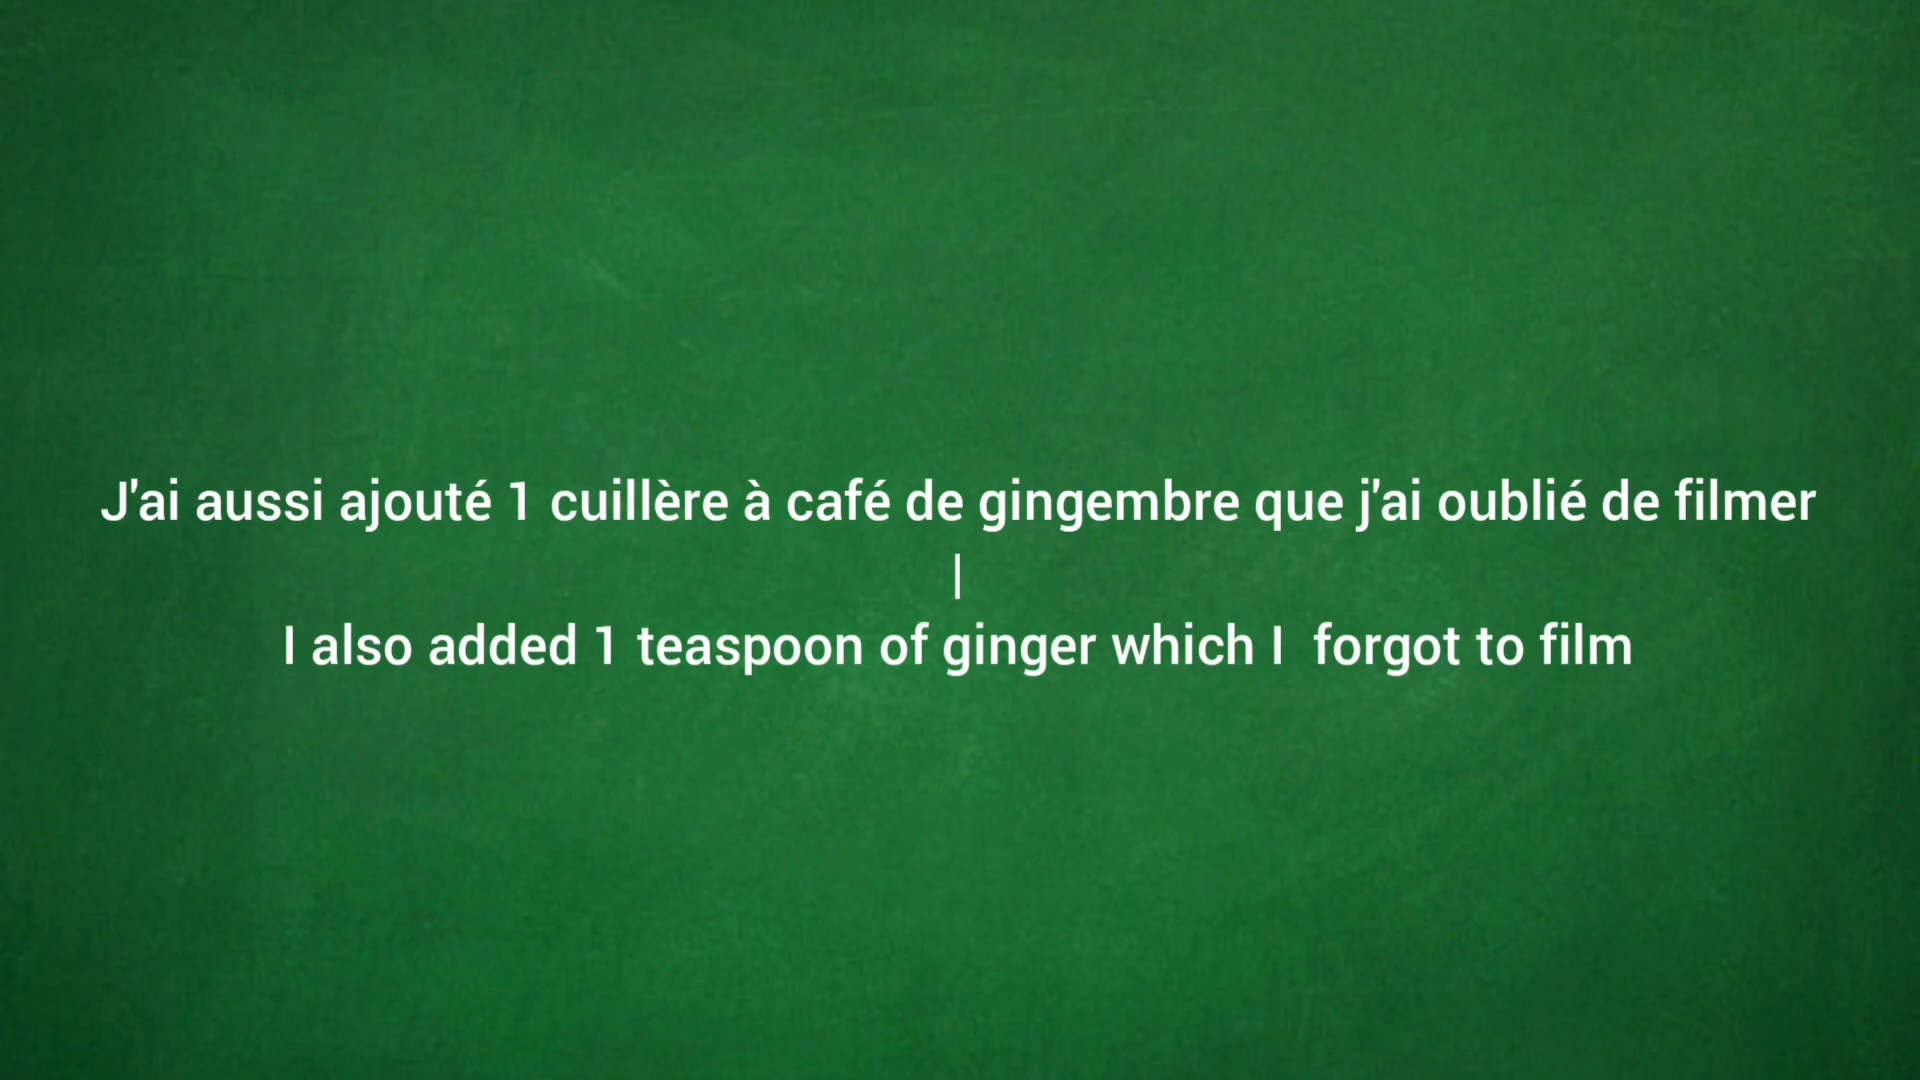 J'ai aussi ajouté 1 cuillère à café de gingembre que j'ai oublié de filmer
|
I also added 1 teaspoon of ginger which I  forgot to film